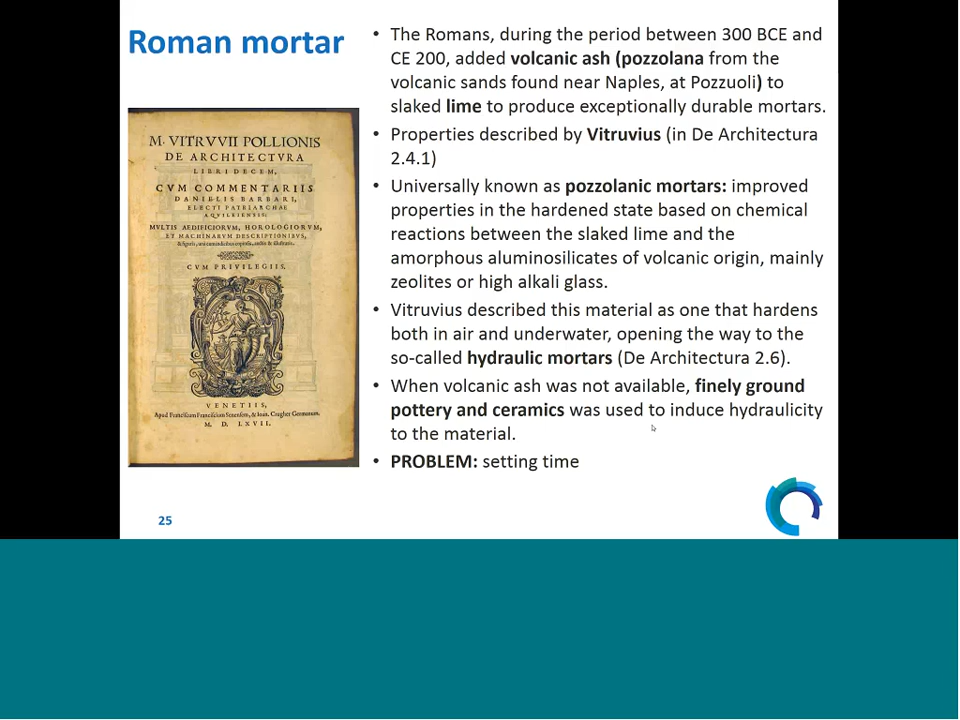 Roman mortar
• The Romans, during the period between 300 BCE and
CE 200, added volcanic ash (pozzolana from the
volcanic sands found near Naples, at Pozzuoli) to
slaked lime to produce exceptionally durable mortars.
• Properties described by Vitruvius (in De Architectura
2.4.1)
• Universally known as pozzolanic mortars: improved
properties in the hardened state based on chemical
reactions between the slaked lime and the
amorphous aluminosilicates of volcanic origin, mainly
zeolites or high alkali glass.
• Vitruvius described this material as one that hardens
both in air and underwater, opening the way to the
so-called hydraulic mortars (De Architectura 2.6).
• When volcanic ash was not available, finely ground
pottery and ceramics was used to induce hydraulicity
to the material.
• PROBLEM: setting time
M. VITRVVII POLLIONIS
DE ARCHITECTVRA
LIBRI DECEM,
CVM COMMENTARIIS
DANIELIS BARBARI,
ELECTI PATRIARCHAE
AQVILEIENSIS:
MVLTIS AEDIFICIORVM, HOROLOGIORVM,
ET MACHINARVM DESCRIPTIONIBVS,
& figuris,
CVM PRIVILEGIIS.
VENETIIS,
Apud Franciscum Franciscium Senensem, & Ioan. Crugher Germanum.
M. D. LXVII.
25